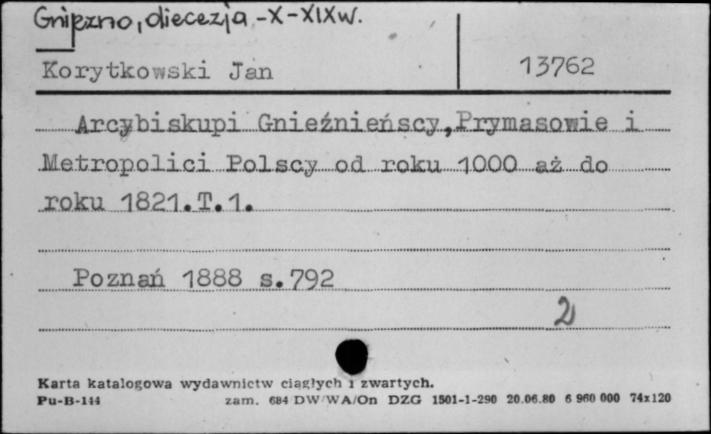 Gniezno, diecezja - X-XIX w.
Korytkowski Jan 13762
Arcybiskupi Gnieźnieńscy, Prymasowie i
Metropolici Polscy od roku 1000 aż do
roku 1821.T.1.
Poznań 1888 s.792
2
Karta katalogowa wydawnictw ciągłych i zwartych.
Pu-B-144 zam. 684 DW/WA/On DZG 1501-1-290 20.06.80 6 960 000 74x120